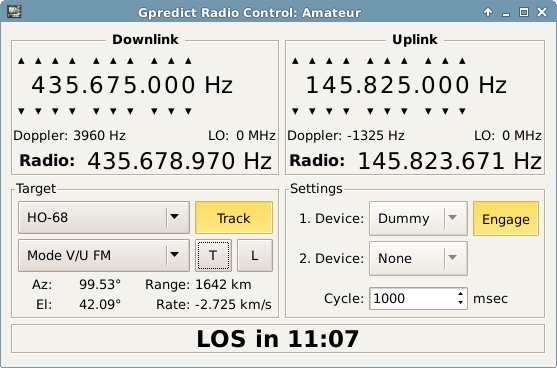 Gpredict Radio Control: Amateur
Downlink
435.675.000 Hz
Doppler: 3960 Hz LO: 0 MHz
Radio: 435.678.970 Hz
Uplink
145.825.000 Hz
Doppler: -1325 Hz LO: 0 MHz
Radio: 145.823.671 Hz
Target
HO-68 Track
Mode V/U FM T L
Az: 99.53° Range: 1642 km
El: 42.09° Rate: -2.725 km/s
Settings
1. Device: Dummy Engage
2. Device: None
Cycle: 1000 msec
LOS in 11:07